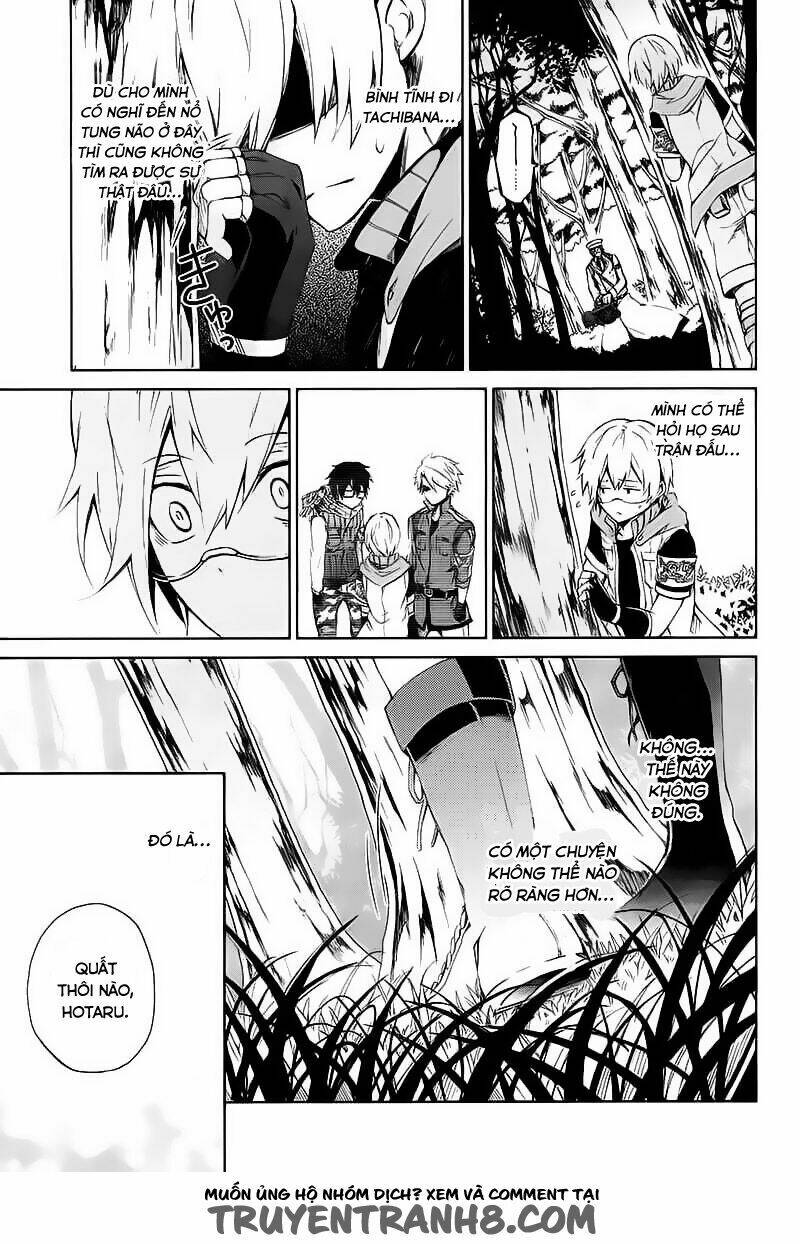 BÌNH TĨNH ĐI
TACHIBANA...
DÙ CHO MÌNH
CÓ NGHĨ ĐẾN NỔ
TUNG NÃO Ở ĐÂY
THÌ CŨNG KHÔNG
TÌM RA ĐƯỢC SỰ
THẬT ĐÂU...
ぎゅっ
MÌNH CÓ THỂ
HỎI HỌ SAU
TRẬN ĐẤU...
KHÔNG...
THẾ NÀY
KHÔNG
ĐÚNG.
CÓ MỘT CHUYỆN
KHÔNG THỂ NÀO
RÕ RÀNG HƠN...
ĐÓ LÀ...
QUẤT
THÔI NÀO,
HOTARU.
MUỐN ỦNG HỘ NHÓM DỊCH? XEM VÀ COMMENT TẠI
TRUYENTRANH8.COM